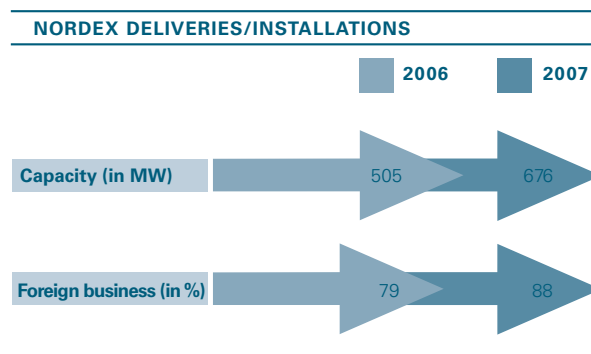 NORDEX DELIVERIES/INSTALLATIONS
2006 2007
Capacity (in MW) 505 676
Foreign business (in %) 79 88